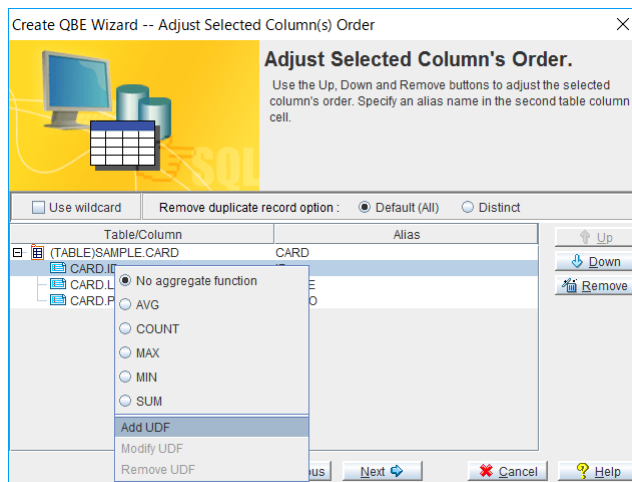 Create QBE Wizard -- Adjust Selected Column(s) Order
Adjust Selected Column's Order.
Use the Up, Down and Remove buttons to adjust the selected
column's order. Specify an alias name in the second table column
cell.
SQL
Use wildcard
Remove duplicate record option :
Default (All)
Distinct
Table/Column
Alias
(TABLE)SAMPLE.CARD
CARD
CARD.ID
CARD.L
CARD.P
No aggregate function
AVG
COUNT
MAX
MIN
SUM
Add UDF
Modify UDF
Remove UDF
Up
Down
Remove
Next
Cancel
Help